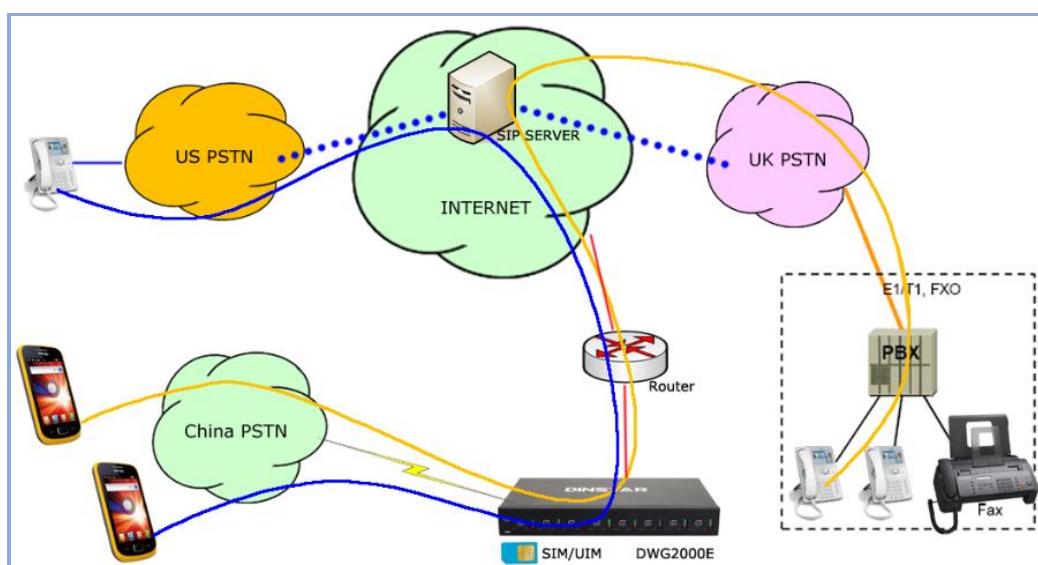 SIP SERVER
US PSTN
UK PSTN
INTERNET
E1/T1, FXO
PBX
Router
China PSTN
DINSTAR
Fax
SIM/UIM
DWG2000E